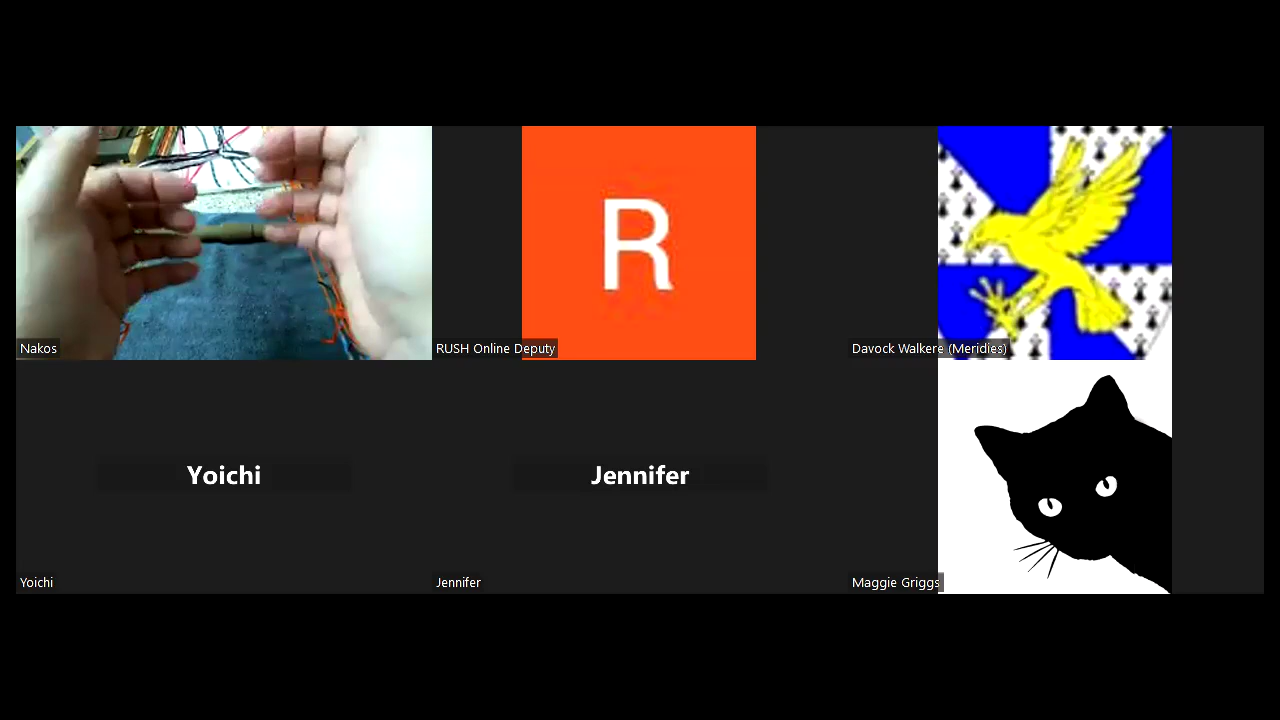 Nakos
R
RUSH Online Deputy
Davock Walkere (Meridies)
Yoichi
Yoichi
Jennifer
Jennifer
Maggie Griggs